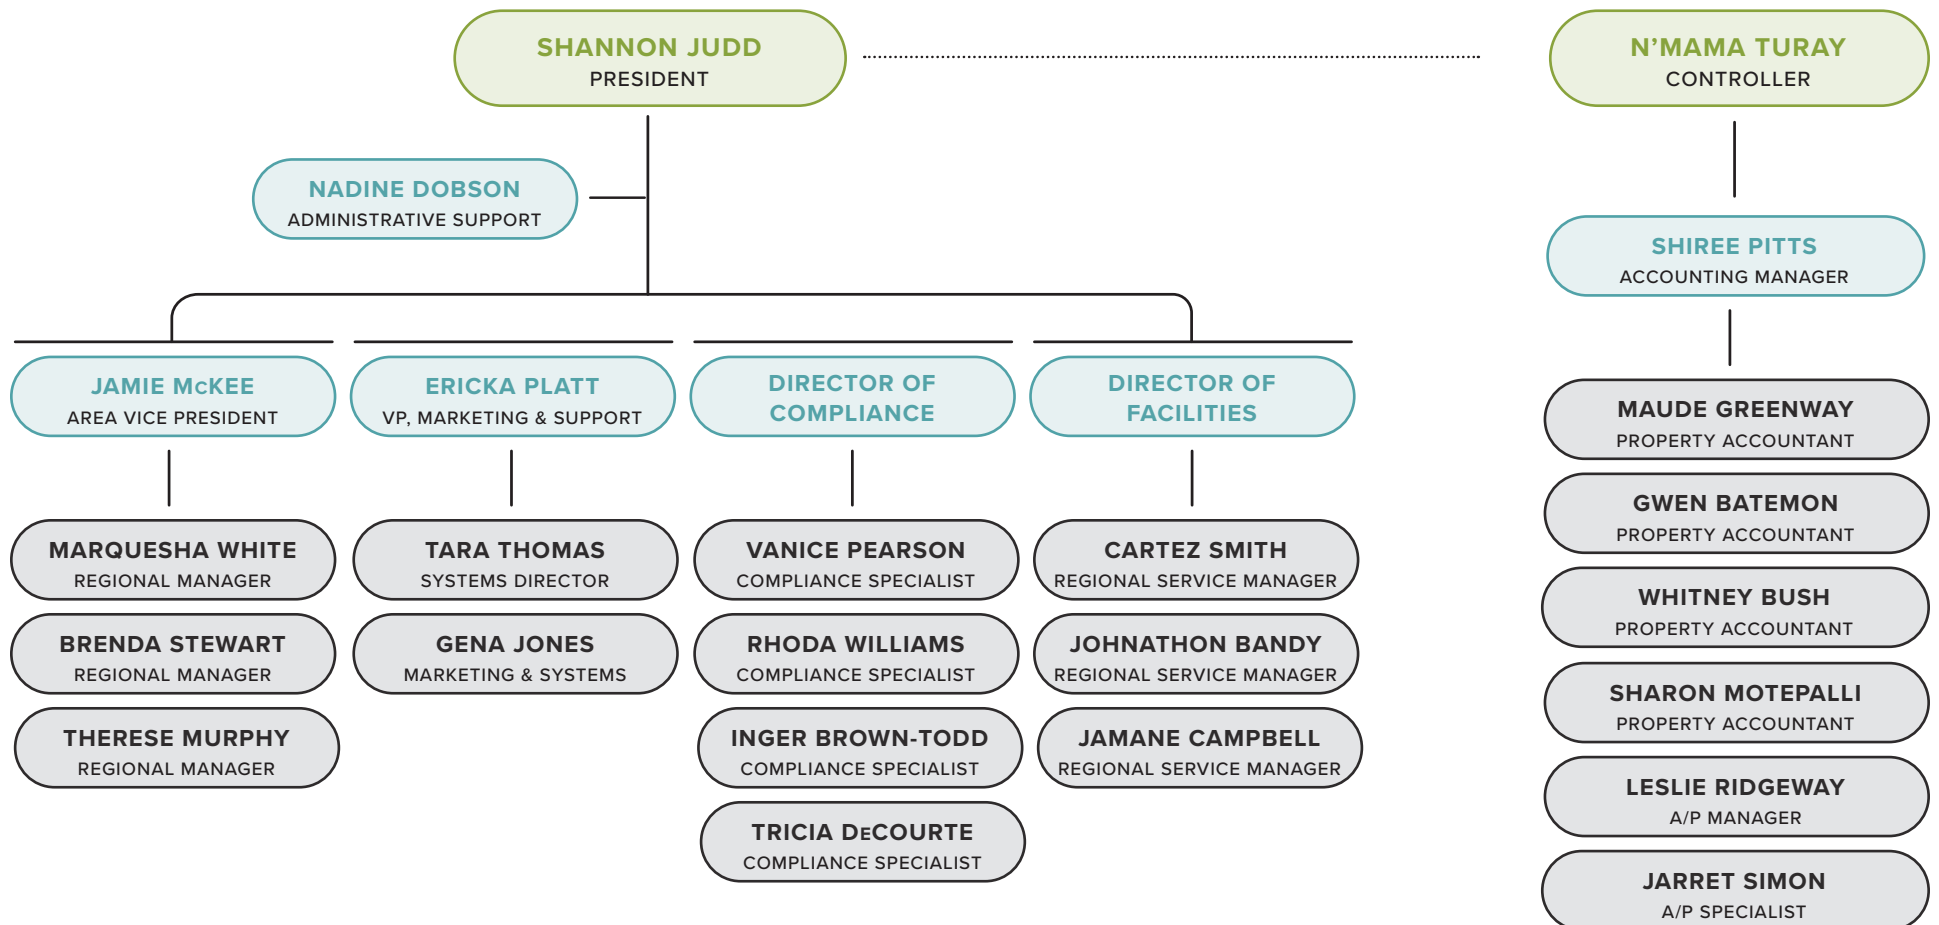 SHANNON JUDD
PRESIDENT
N’MAMA TURAY
CONTROLLER
NADINE DOBSON
ADMINISTRATIVE SUPPORT
SHIREE PITTS
ACCOUNTING MANAGER
JAMIE McKEE
AREA VICE PRESIDENT
ERICKA PLATT
VP, MARKETING & SUPPORT
DIRECTOR OF
COMPLIANCE
DIRECTOR OF
FACILITIES
MARQUESHA WHITE
REGIONAL MANAGER
BRENDA STEWART
REGIONAL MANAGER
THERESE MURPHY
REGIONAL MANAGER
TARA THOMAS
SYSTEMS DIRECTOR
GENA JONES
MARKETING & SYSTEMS
VANICE PEARSON
COMPLIANCE SPECIALIST
RHODA WILLIAMS
COMPLIANCE SPECIALIST
INGER BROWN-TODD
COMPLIANCE SPECIALIST
TRICIA DeCOURTE
COMPLIANCE SPECIALIST
CARTEZ SMITH
REGIONAL SERVICE MANAGER
JOHNATHON BANDY
REGIONAL SERVICE MANAGER
JAMANE CAMPBELL
REGIONAL SERVICE MANAGER
MAUDE GREENWAY
PROPERTY ACCOUNTANT
GWEN BATEMON
PROPERTY ACCOUNTANT
WHITNEY BUSH
PROPERTY ACCOUNTANT
SHARON MOTEPALLI
PROPERTY ACCOUNTANT
LESLIE RIDGEWAY
A/P MANAGER
JARRET SIMON
A/P SPECIALIST